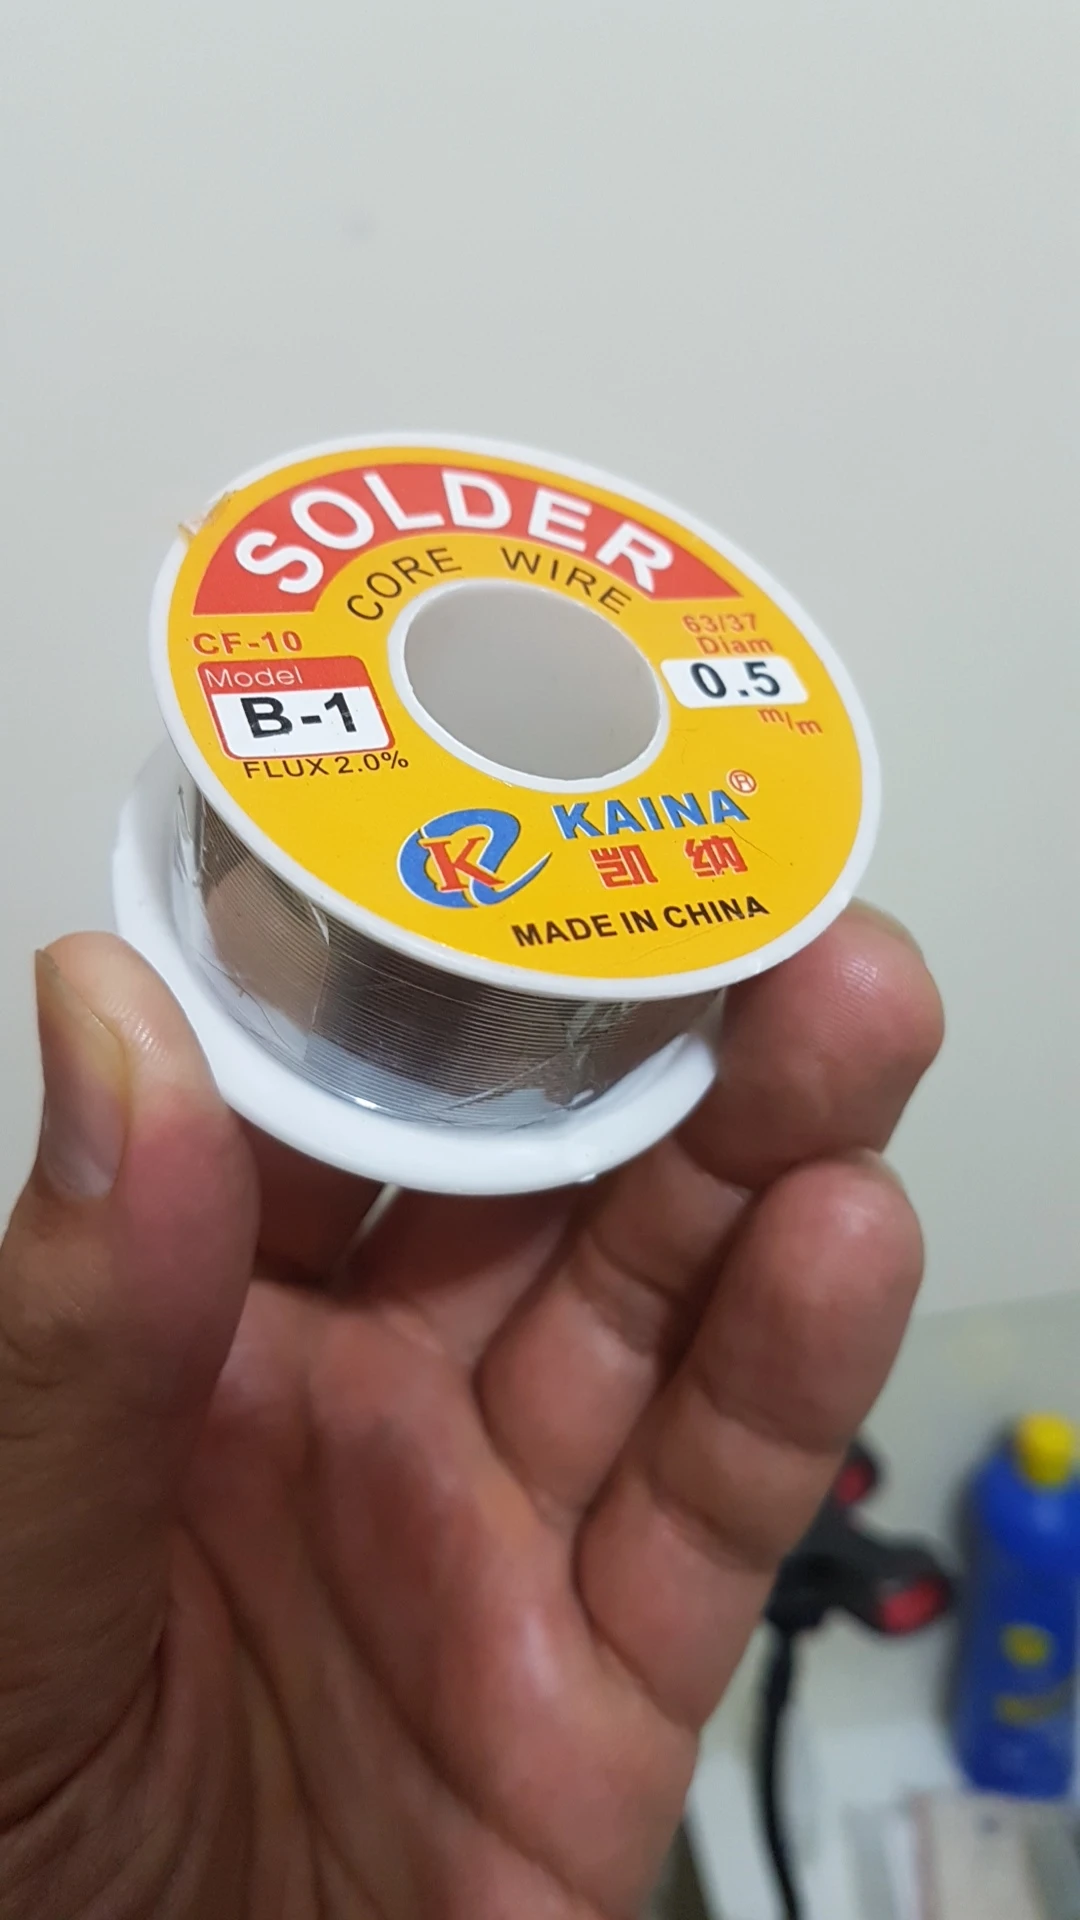 SOLDER
CORE WIRE
CF-10
Model
B-1
FLUX 2.0%
63/37
Diam
0.5
m/m
K
KAINA®
凯纳
MADE IN CHINA